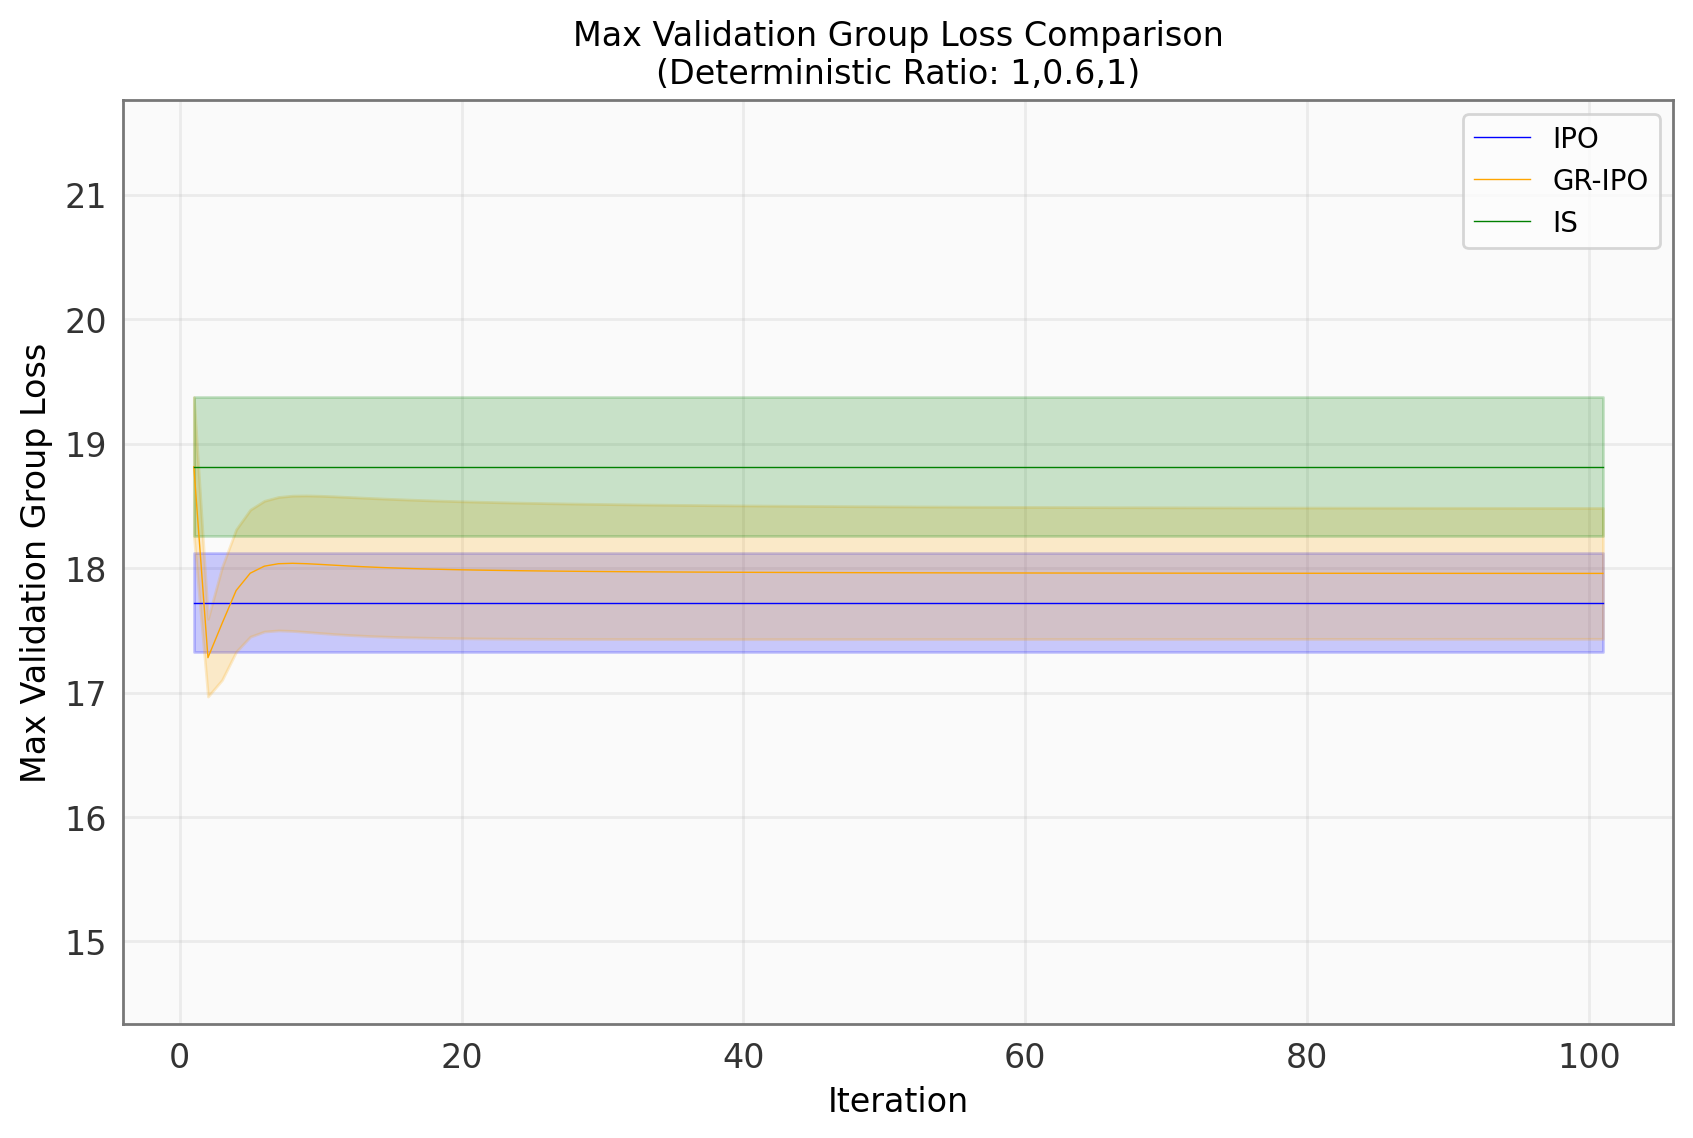 Max Validation Group Loss Comparison
(Deterministic Ratio: 1,0.6,1)
IPO
GR-IPO
IS
Max Validation Group Loss
21
20
19
18
17
16
15
0 20 40 60 80 100
Iteration